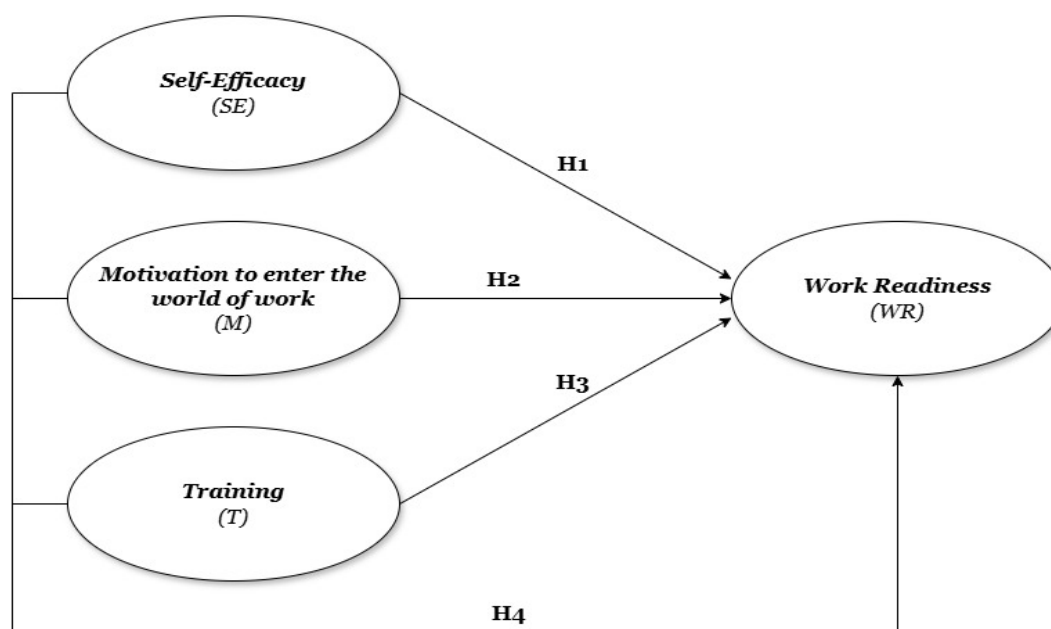 Self-Efficacy
(SE)
H1
Motivation to enter the
world of work
(M)
H2
Work Readiness
(WR)
H3
Training
(T)
H4